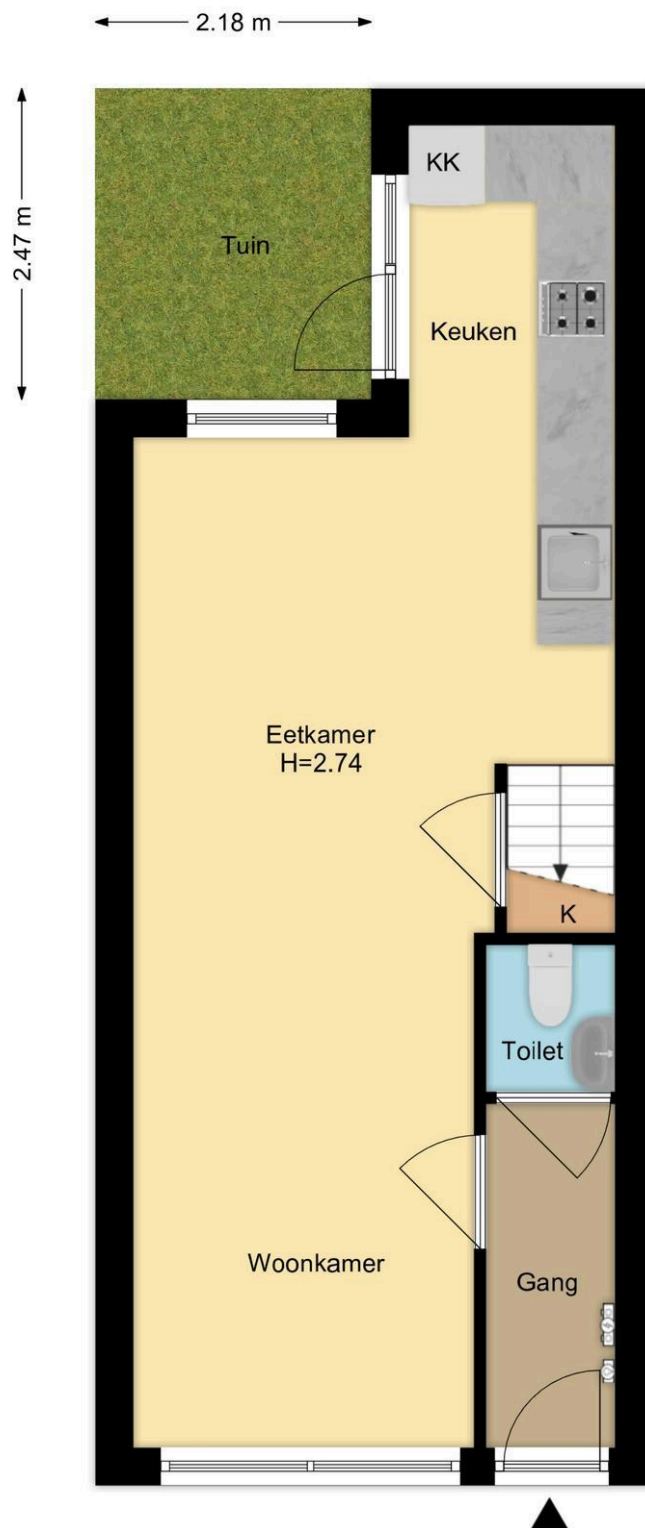 2.18 m
2.47 m
KK
Tuin
Keuken
Eetkamer
H=2.74
K
Toilet
Woonkamer
Gang